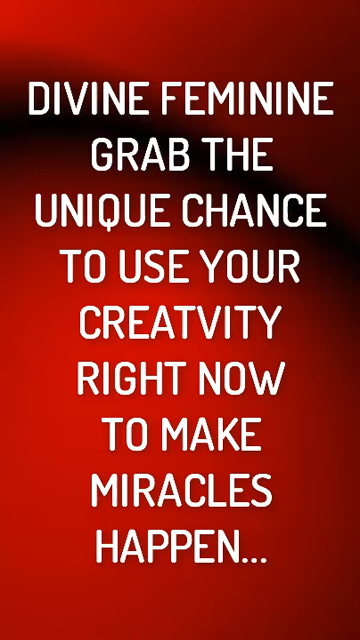 DIVINE FEMININE
GRAB THE
UNIQUE CHANCE
TO USE YOUR
CREATVITY
RIGHT NOW
TO MAKE
MIRACLES
HAPPEN...